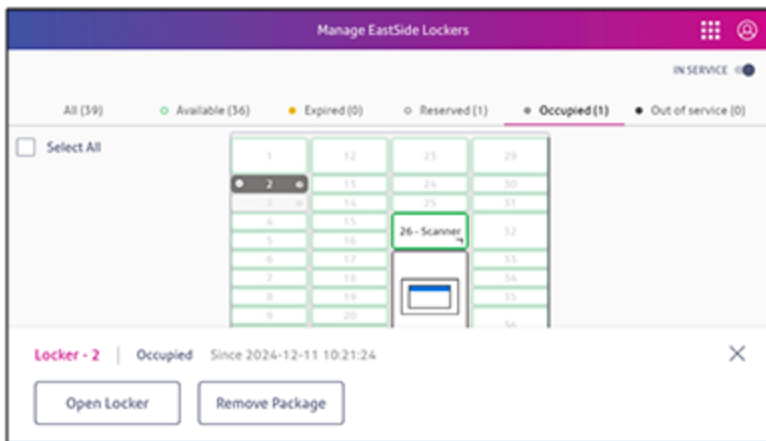 Manage EastSide Lockers
IN SERVICE
All (39) Available (36) Expired (0) Reserved (1) Occupied (1) Out of service (0)
Select All
1 12 23 29
2 13 24 30
3 14 25 31
4 15 26 - Scanner 32
5 16
6 17 33
7 18 34
8 19 35
9 20 36
Locker - 2 | Occupied Since 2024-12-11 10:21:24
Open Locker Remove Package